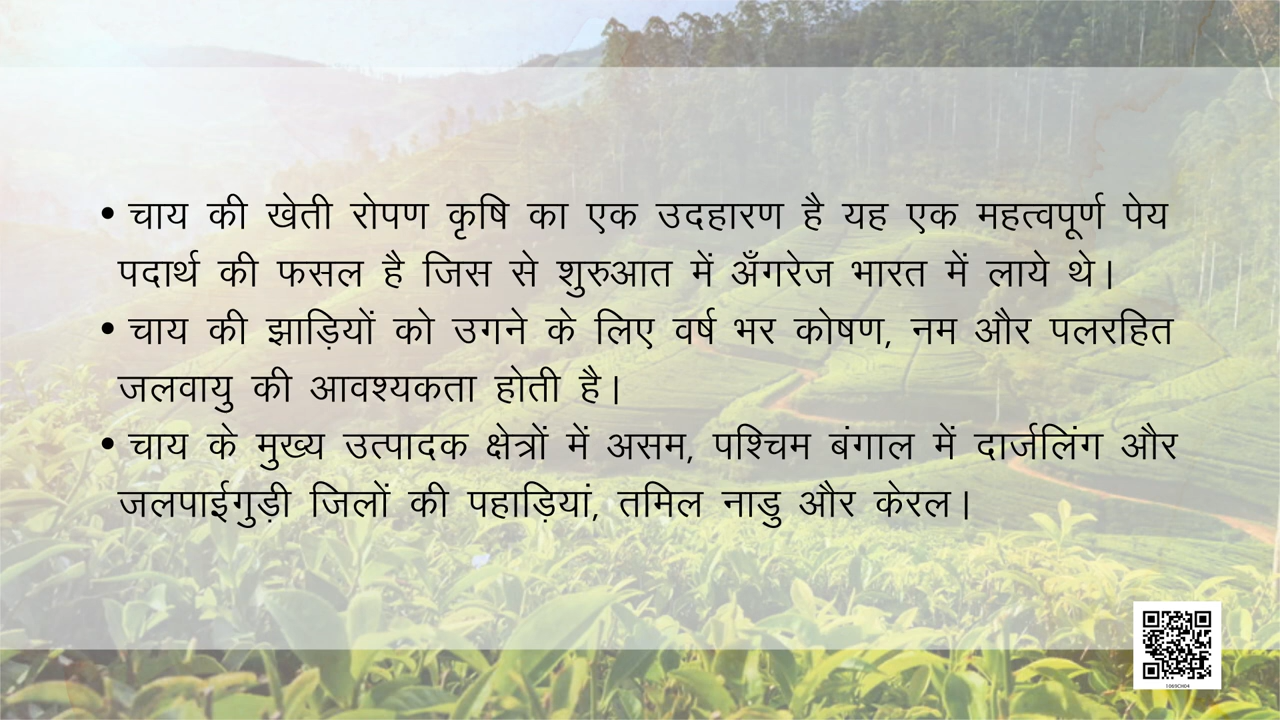 • चाय की खेती रोपण कृषि का एक उदहारण है यह एक महत्वपूर्ण पेय
पदार्थ की फसल है जिस से शुरुआत में अँगरेज भारत में लाये थे।
• चाय की झाड़ियों को उगने के लिए वर्ष भर कोषण, नम और पलरहित
जलवायु की आवश्यकता होती है।
• चाय के मुख्य उत्पादक क्षेत्रों में असम, पश्चिम बंगाल में दार्जलिंग और
जलपाईगुड़ी जिलों की पहाड़ियां, तमिल नाडु और केरल।
1069CH04